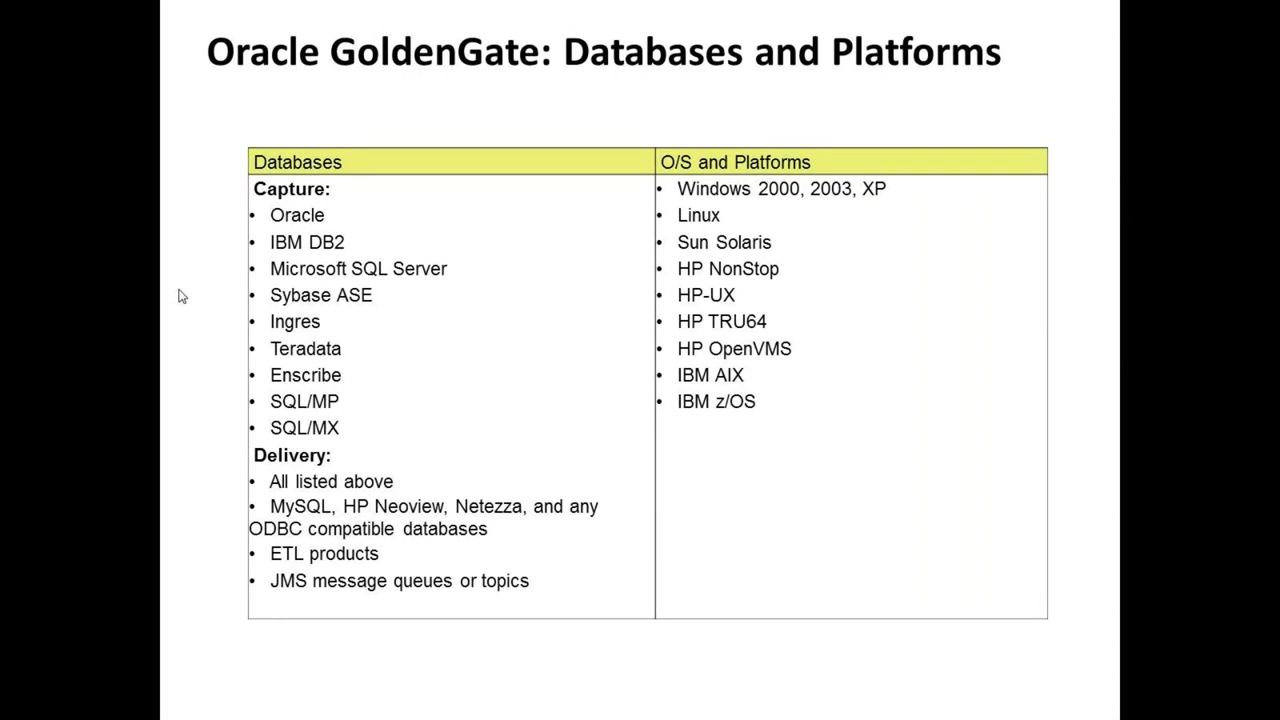 Oracle GoldenGate: Databases and Platforms
Databases
Capture:
• Oracle
• IBM DB2
• Microsoft SQL Server
• Sybase ASE
• Ingres
• Teradata
• Enscribe
• SQL/MP
• SQL/MX
Delivery:
• All listed above
• MySQL, HP Neoview, Netezza, and any
ODBC compatible databases
• ETL products
• JMS message queues or topics
O/S and Platforms
• Windows 2000, 2003, XP
• Linux
• Sun Solaris
• HP NonStop
• HP-UX
• HP TRU64
• HP OpenVMS
• IBM AIX
• IBM z/OS